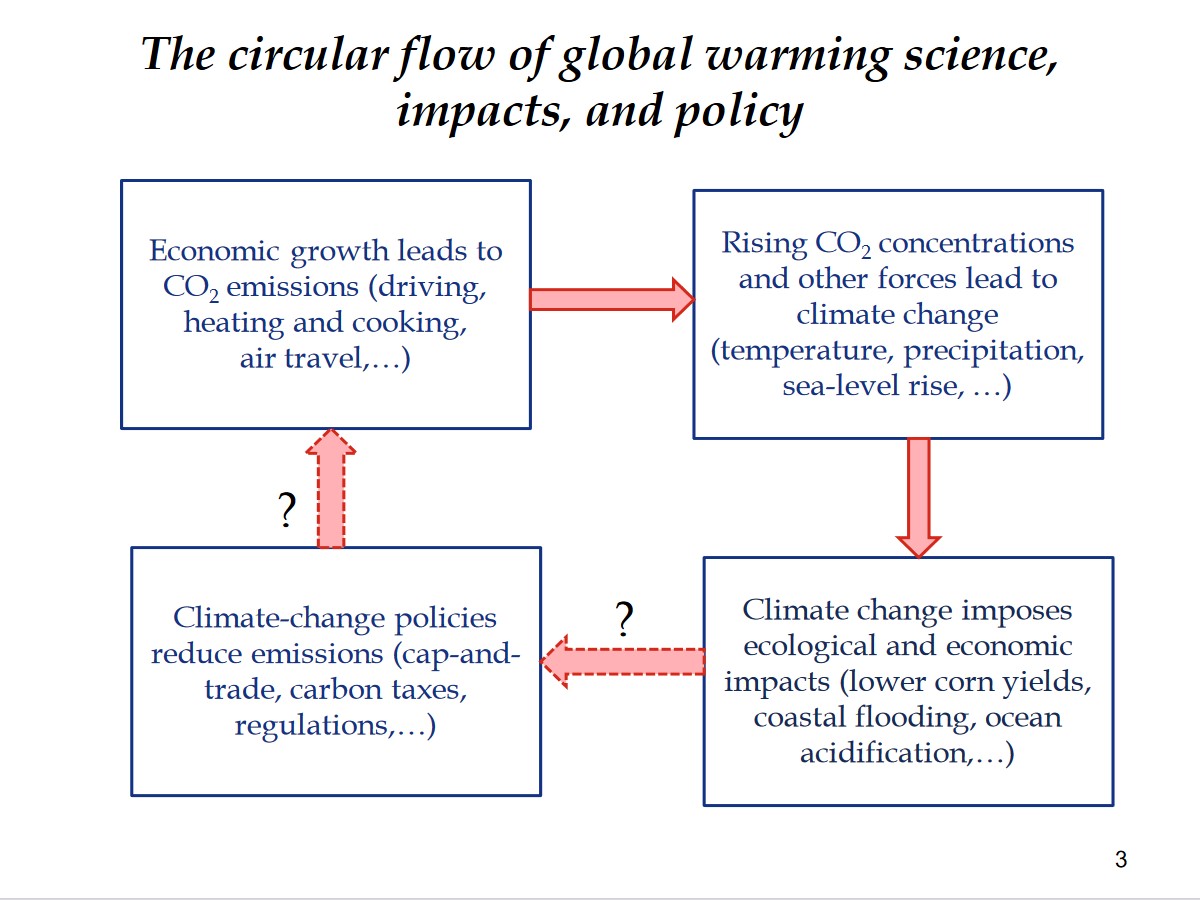 The circular flow of global warming science,
impacts, and policy
Economic growth leads to
CO₂ emissions (driving,
heating and cooking,
air travel,…)
Rising CO₂ concentrations
and other forces lead to
climate change
(temperature, precipitation,
sea-level rise, …)
?
Climate-change policies
reduce emissions (cap-and-
trade, carbon taxes,
regulations,…)
?
Climate change imposes
ecological and economic
impacts (lower corn yields,
coastal flooding, ocean
acidification,…)
3